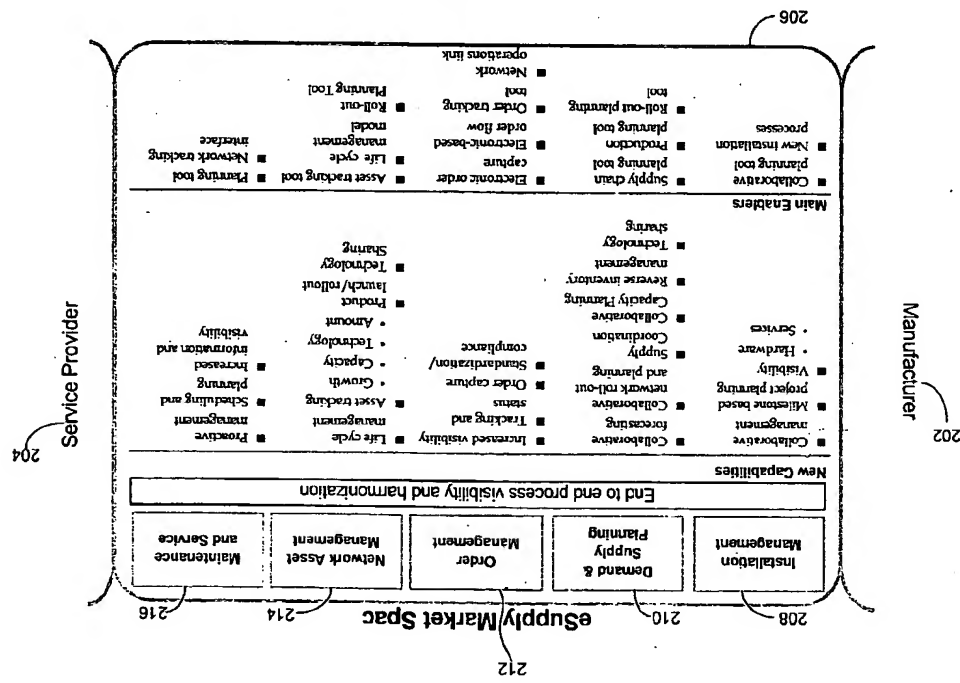 212
eSupply Market Spac
208
210
214
216
Installation
Management
Demand &
Supply
Planning
Order
Management
Network Asset
Management
Maintenance
and Service
End to end process visibility and harmonization
New Capabilities
■ Collaborative
management
■ Milestone based
project planning
■ Visibility
• Hardware
• Services
■ Collaborative
forecasting
■ Collaborative
network roll-out
and planning
■ Supply
Coordination
■ Collaborative
Capacity Planning
■ Reverse inventory
management
■ Technology
sharing
■ Increased visibility
■ Tracking and
status
■ Order capture
■ Standardization/
compliance
■ Life cycle
management
■ Asset tracking
• Growth
• Capacity
• Technology
• Amount
■ Product
launch/rollout
■ Technology
Sharing
■ Proactive
management
■ Scheduling and
planning
■ Increased
information and
visibility
Main Enablers
■ Collaborative
planning tool
■ New installation
processes
■ Supply chain
planning tool
■ Production
planning tool
■ Roll-out planning
tool
■ Electronic order
capture
■ Electronic-based
order flow
■ Order tracking
tool
■ Network
operations link
■ Asset tracking tool
■ Life cycle
management
model
■ Roll-out
Planning Tool
■ Planning tool
■ Network tracking
interface
202
Manufacturer
204
Service Provider
206